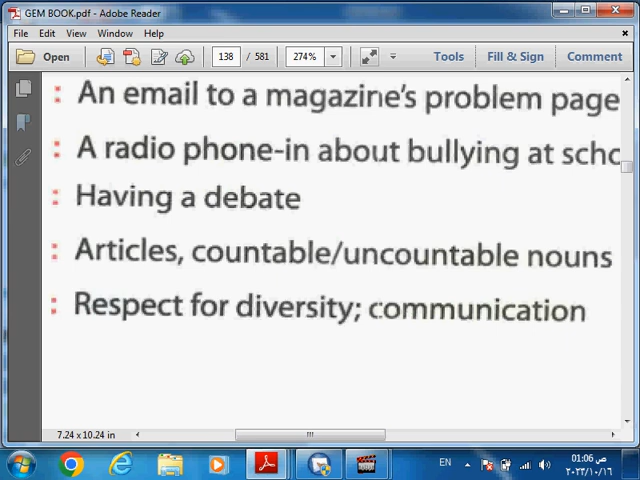 GEM BOOK.pdf - Adobe Reader
File Edit View Window Help
Open 138 / 581 274% Tools Fill & Sign Comment
: An email to a magazine's problem page
: A radio phone-in about bullying at scho
: Having a debate
: Articles, countable/uncountable nouns
: Respect for diversity; communication
7.24 x 10.24 in
EN 01:06 ص
٢٠٢٣/١٠/١٦